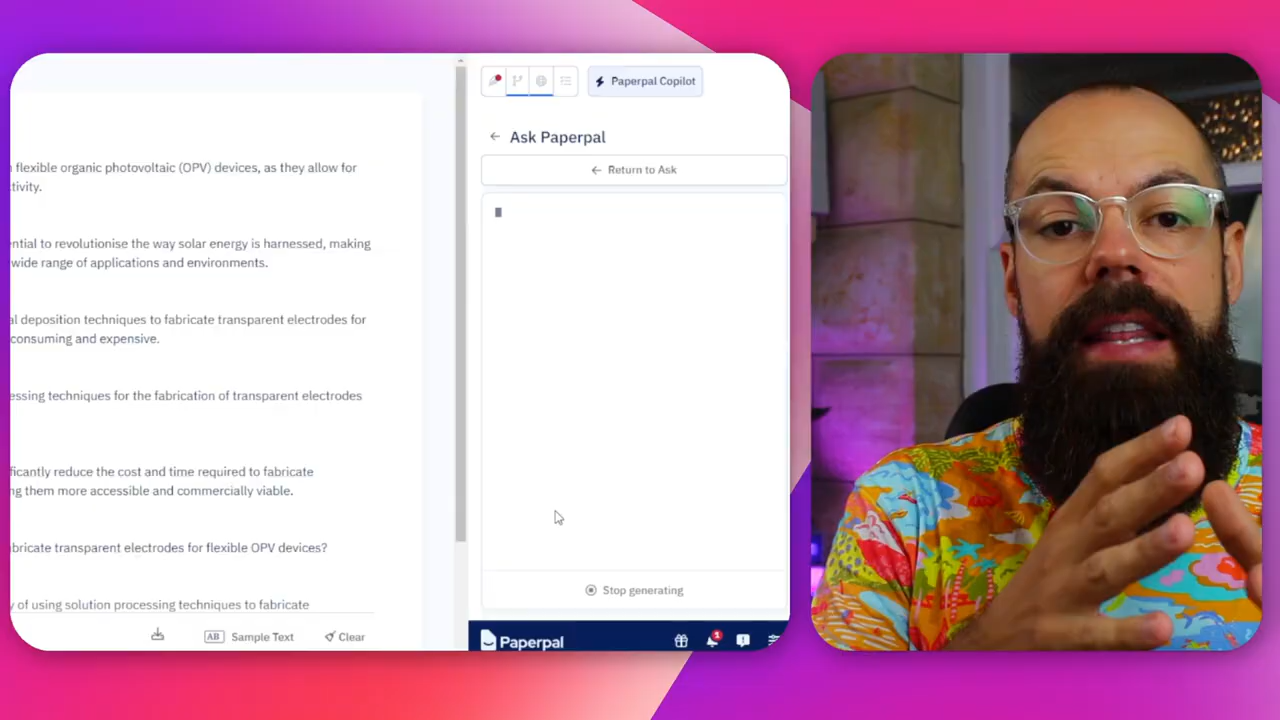 flexible organic photovoltaic (OPV) devices, as they allow for
tivity.
ential to revolutionise the way solar energy is harnessed, making
wide range of applications and environments.
al deposition techniques to fabricate transparent electrodes for
consuming and expensive.
essing techniques for the fabrication of transparent electrodes
ficantly reduce the cost and time required to fabricate
ng them more accessible and commercially viable.
abricate transparent electrodes for flexible OPV devices?
y of using solution processing techniques to fabricate
AB Sample Text Clear
Paperpal Copilot
← Ask Paperpal
← Return to Ask
Stop generating
Paperpal 1